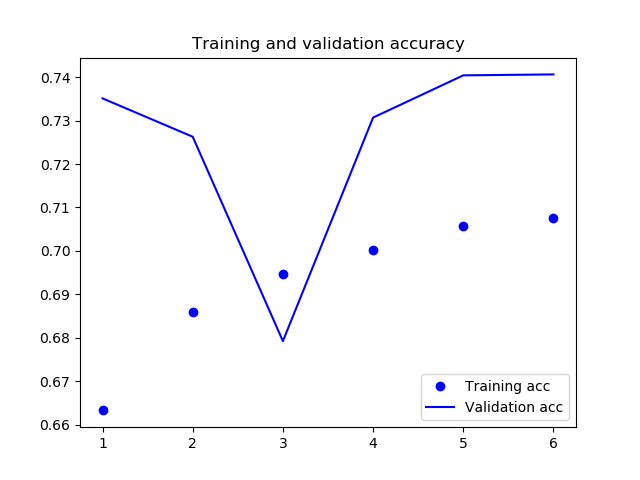 Training and validation accuracy
0.74
0.73
0.72
0.71
0.70
0.69
0.68
0.67
0.66
1 2 3 4 5 6
Training acc
Validation acc